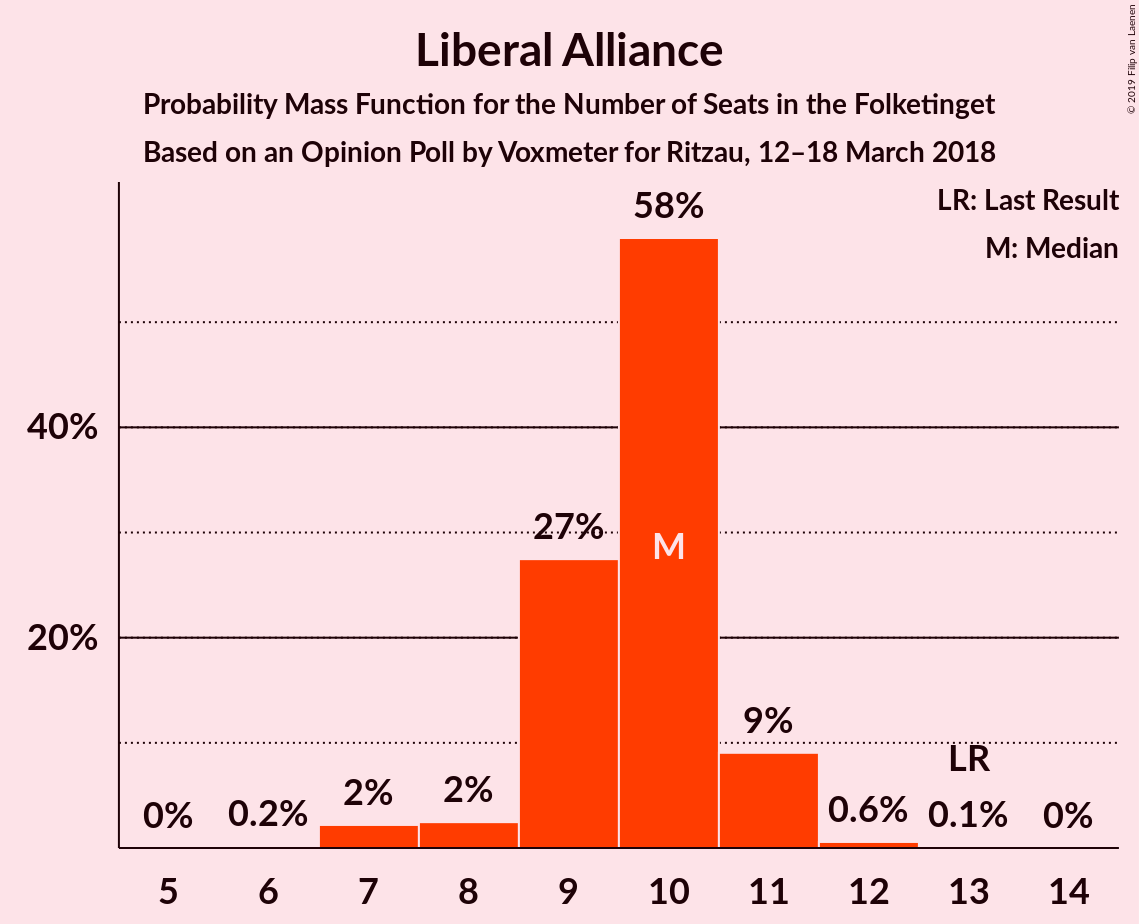 Liberal Alliance
Probability Mass Function for the Number of Seats in the Folketinget
Based on an Opinion Poll by Voxmeter for Ritzau, 12–18 March 2018
© 2019 Filip van Laenen
LR: Last Result
M: Median
40%
20%
0%
0.2%
2%
2%
27%
58%
M
9%
0.6%
LR
0.1%
0%
5 6 7 8 9 10 11 12 13 14